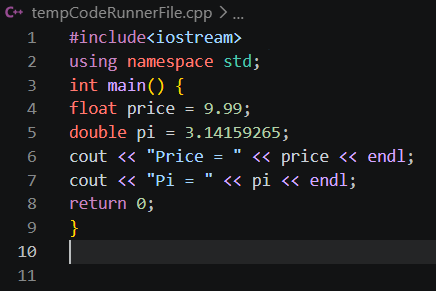 tempCodeRunnerFile.cpp > ...
1 #include<iostream>
2 using namespace std;
3 int main() {
4 float price = 9.99;
5 double pi = 3.14159265;
6 cout << "Price = " << price << endl;
7 cout << "Pi = " << pi << endl;
8 return 0;
9 }
10
11